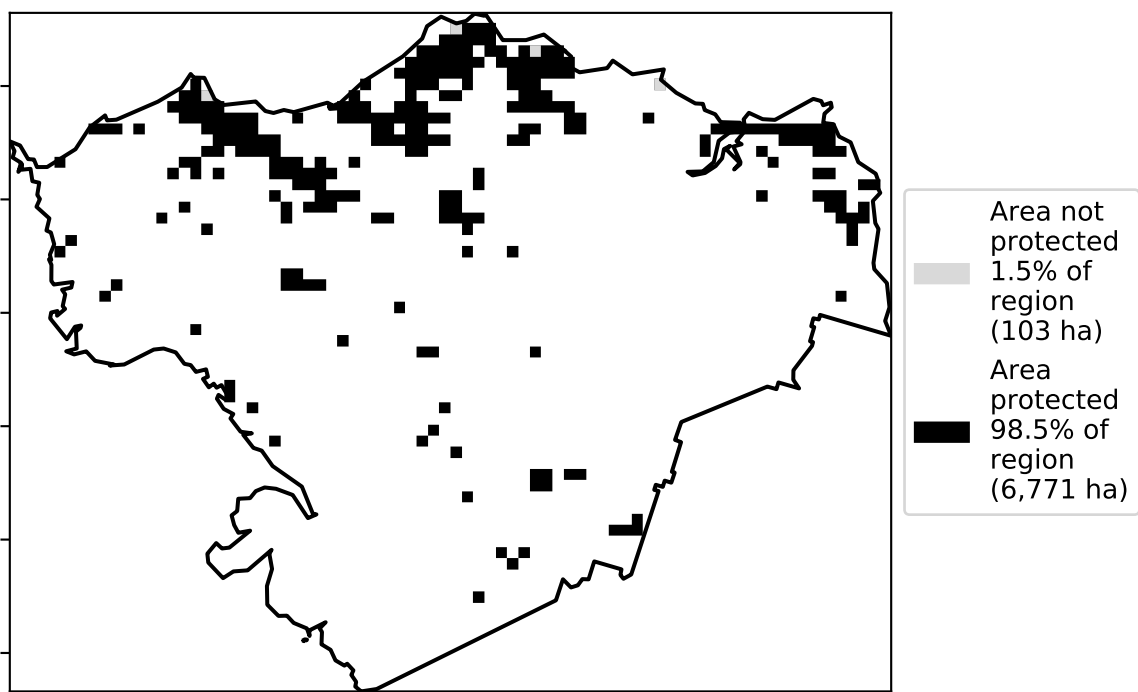 Area not
protected
1.5% of
region
(103 ha)
Area
protected
98.5% of
region
(6,771 ha)